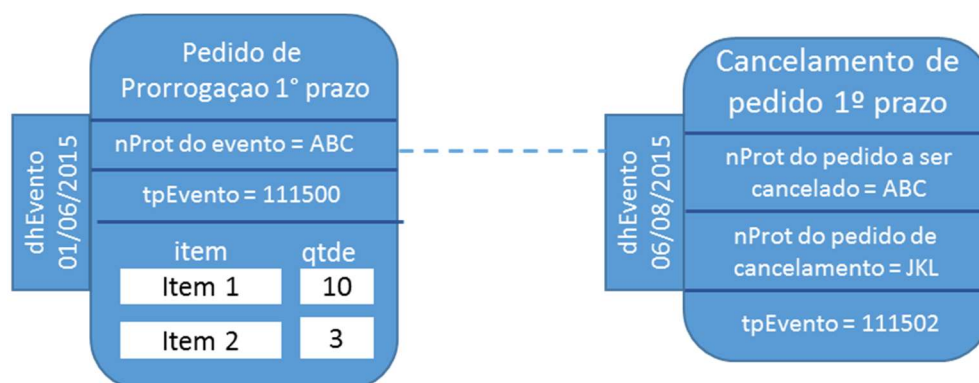 dhEvento
01/06/2015
Pedido de
Prorrogaçao 1° prazo
nProt do evento = ABC
tpEvento = 111500
item qtde
Item 1 10
Item 2 3
dhEvento
06/08/2015
Cancelamento de
pedido 1º prazo
nProt do pedido a ser
cancelado = ABC
nProt do pedido de
cancelamento = JKL
tpEvento = 111502